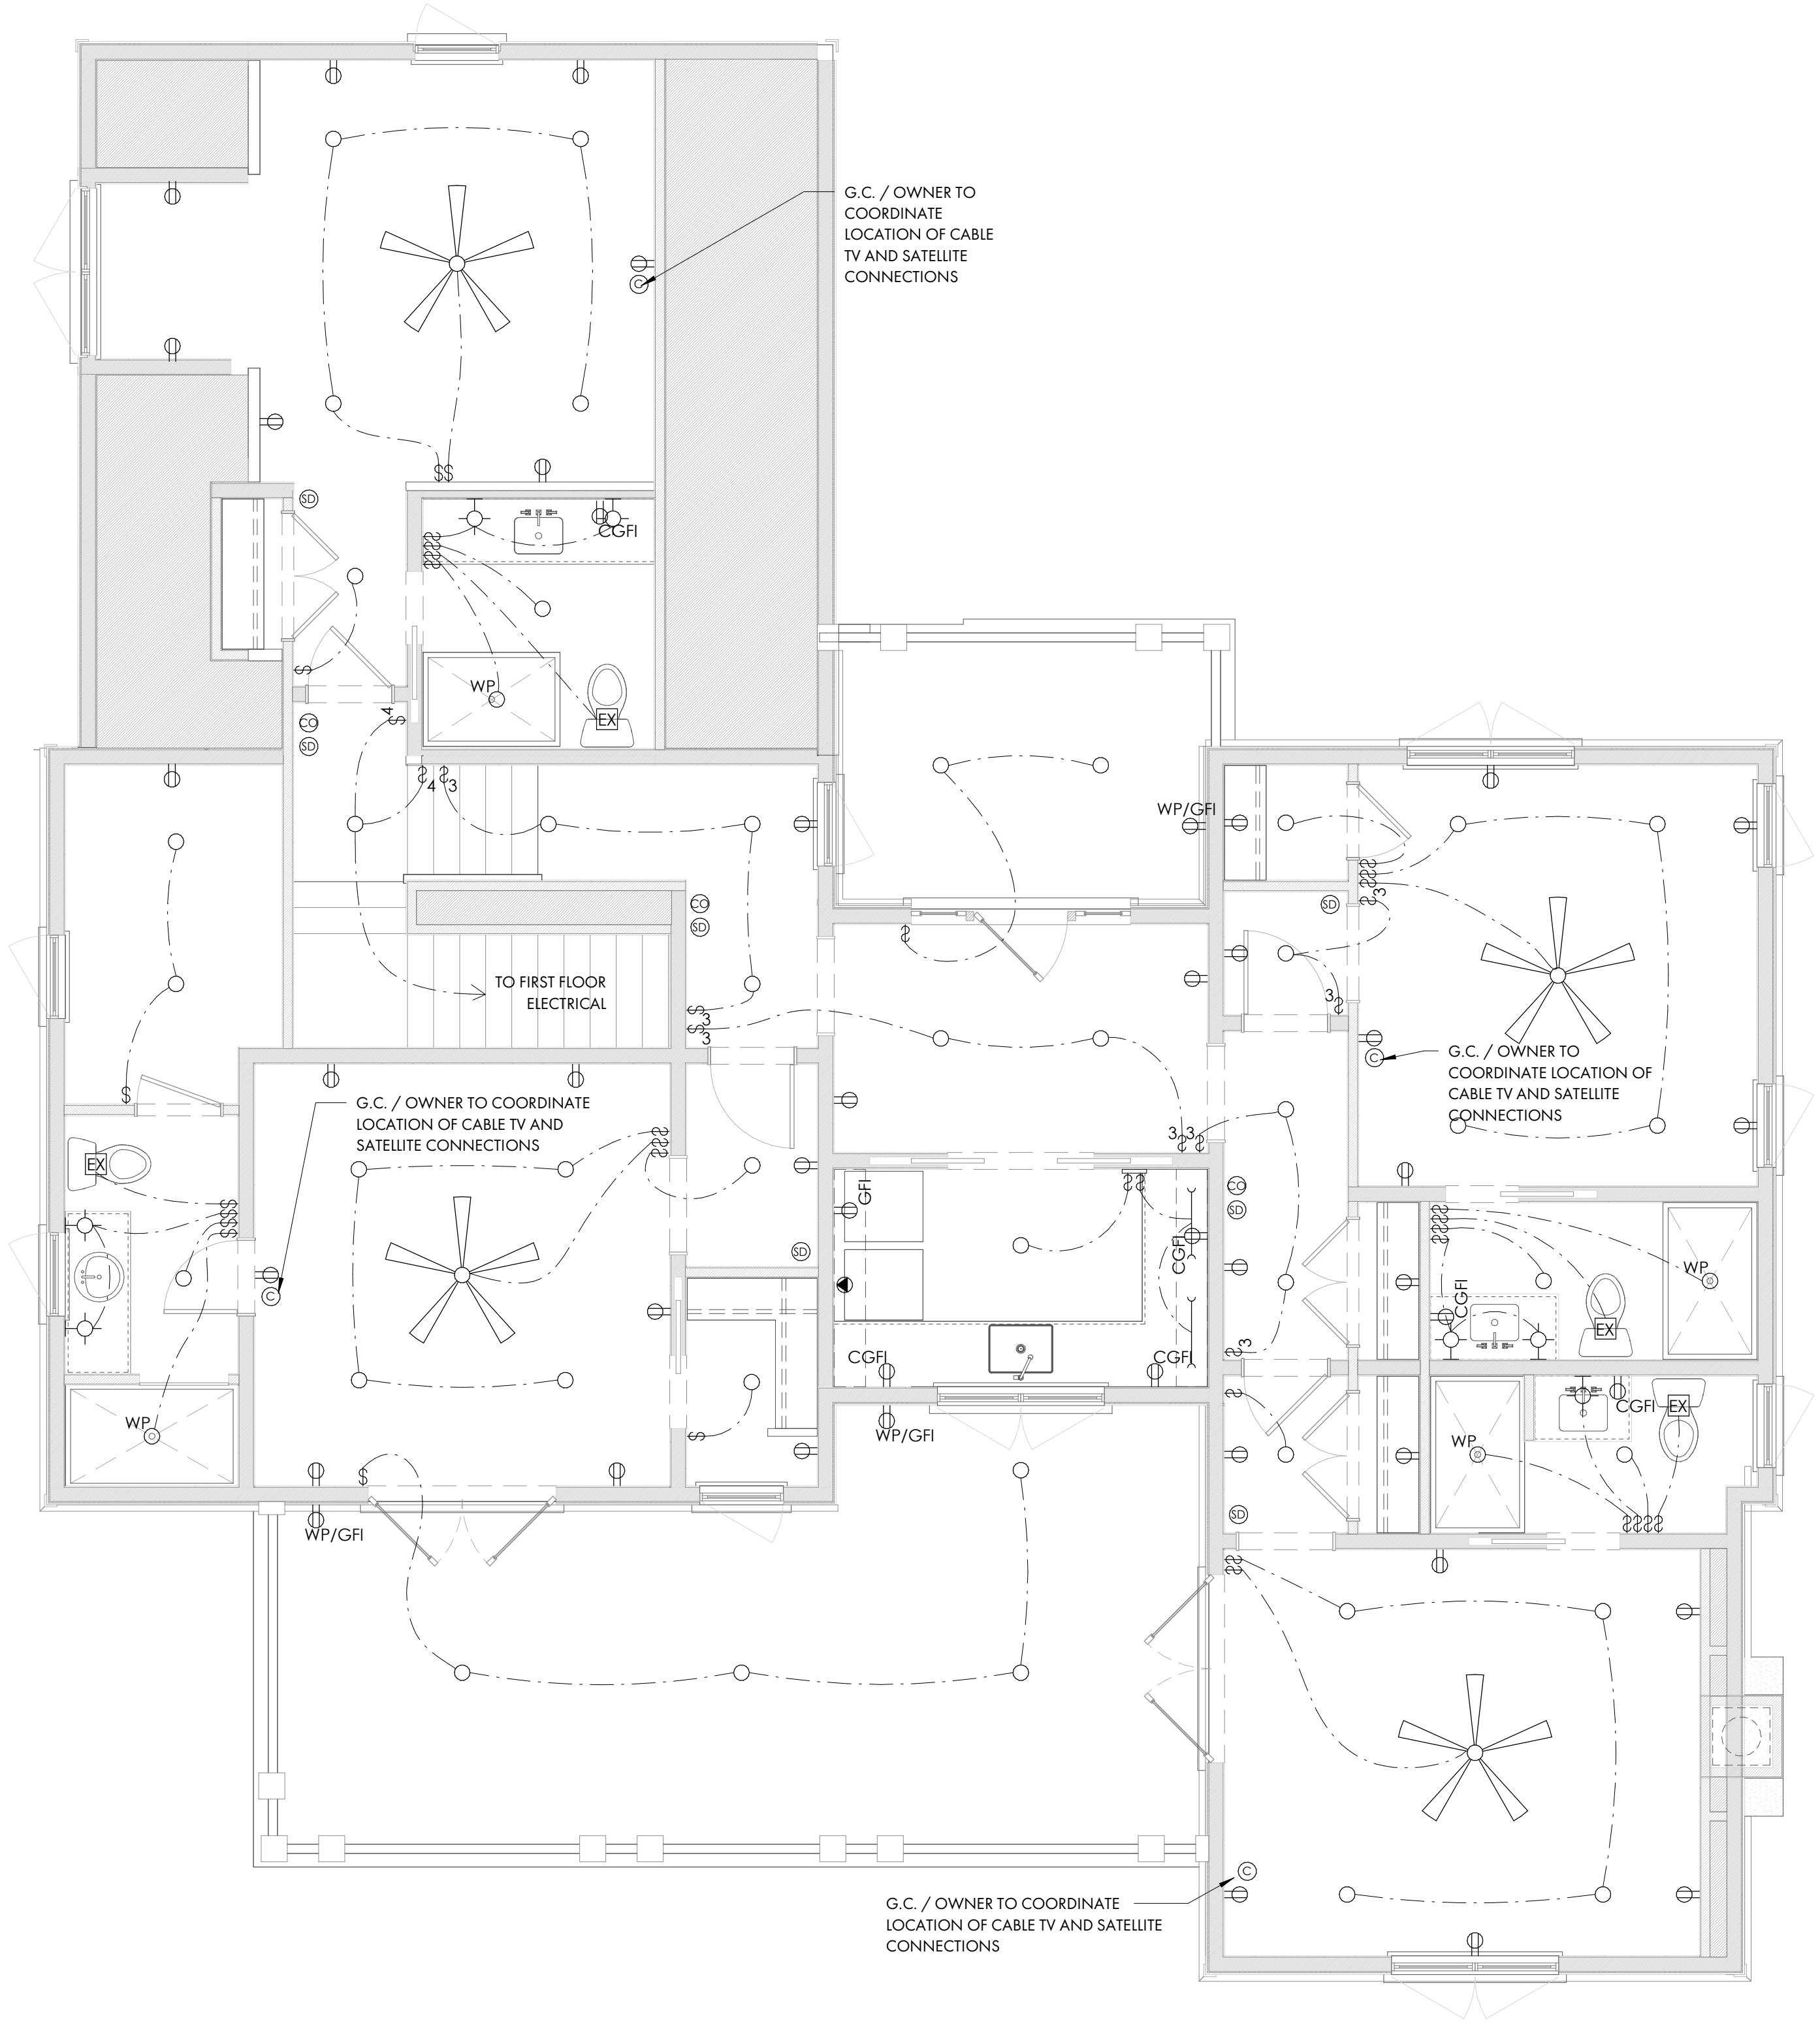 G.C. / OWNER TO
COORDINATE
LOCATION OF CABLE
TV AND SATELLITE
CONNECTIONS
C
$$
SD
CGFI
WP
EX
$
4
$
CO
SD
4
3
WP/GFI
3
CO
SD
SD
TO FIRST FLOOR
ELECTRICAL
$
3
$
3
3
C
G.C. / OWNER TO
COORDINATE LOCATION OF
CABLE TV AND SATELLITE
CONNECTIONS
$
G.C. / OWNER TO COORDINATE
LOCATION OF CABLE TV AND
SATELLITE CONNECTIONS
3
3
EX
GFI
CO
SD
CGFI
SD
C
WP
CGFI
EX
3
CGFI
CGFI
WP
$
WP/GFI
WP
CGFI
EX
$
WP/GFI
SD
C
G.C. / OWNER TO COORDINATE
LOCATION OF CABLE TV AND SATELLITE
CONNECTIONS